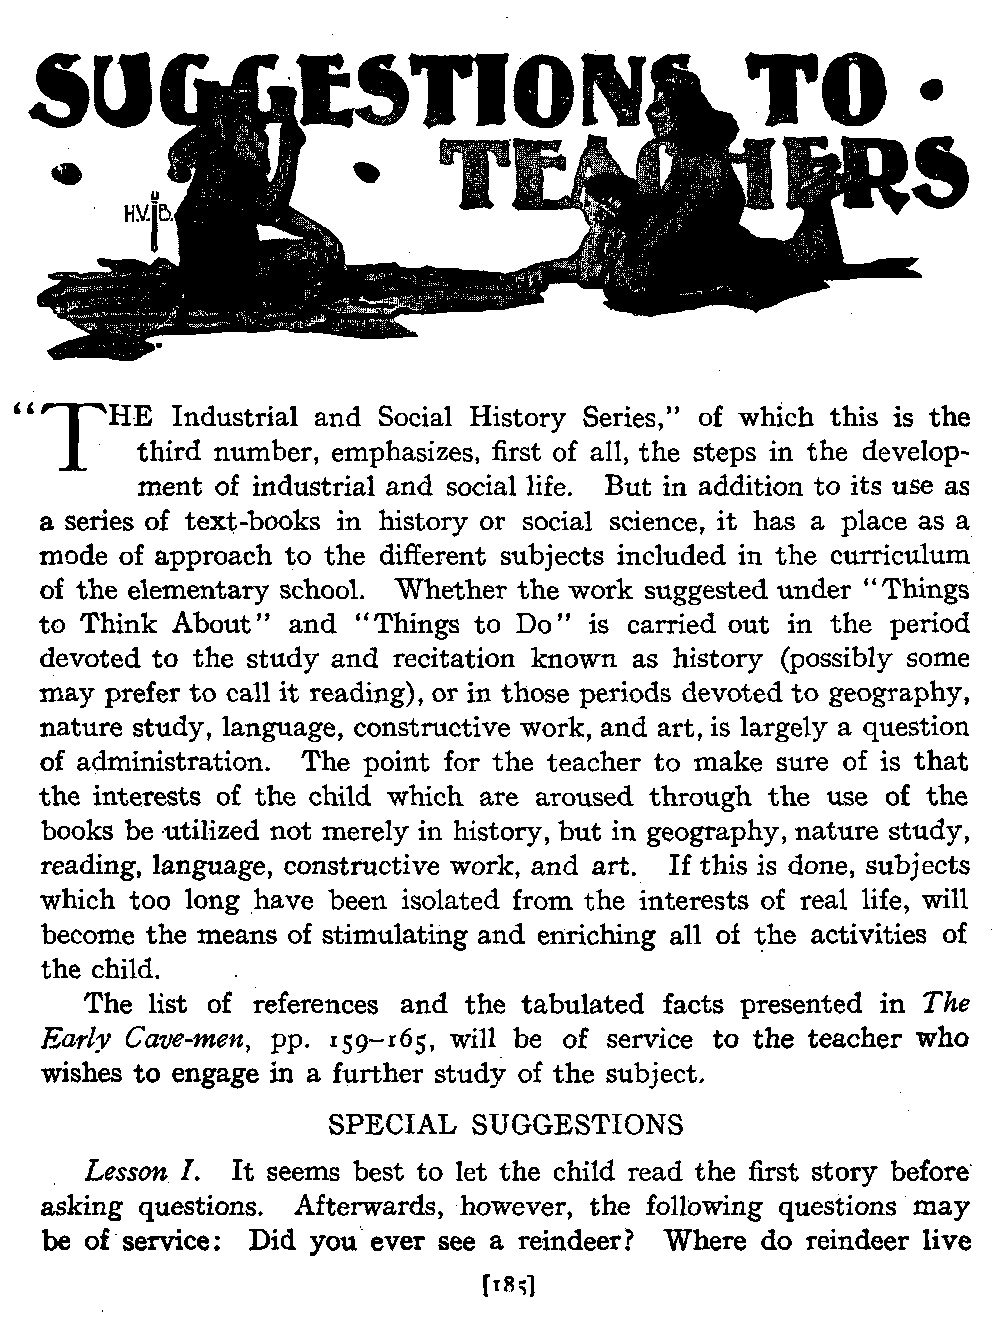 SUGGESTIONS TO
TEACHERS
H.V.B.
"THE Industrial and Social History Series," of which this is the
third number, emphasizes, first of all, the steps in the develop-
ment of industrial and social life. But in addition to its use as
a series of text-books in history or social science, it has a place as a
mode of approach to the different subjects included in the curriculum
of the elementary school. Whether the work suggested under "Things
to Think About" and "Things to Do" is carried out in the period
devoted to the study and recitation known as history (possibly some
may prefer to call it reading), or in those periods devoted to geography,
nature study, language, constructive work, and art, is largely a question
of administration. The point for the teacher to make sure of is that
the interests of the child which are aroused through the use of the
books be utilized not merely in history, but in geography, nature study,
reading, language, constructive work, and art. If this is done, subjects
which too long have been isolated from the interests of real life, will
become the means of stimulating and enriching all of the activities of
the child.
The list of references and the tabulated facts presented in The
Early Cave-men, pp. 159–165, will be of service to the teacher who
wishes to engage in a further study of the subject.
SPECIAL SUGGESTIONS
Lesson I. It seems best to let the child read the first story before
asking questions. Afterwards, however, the following questions may
be of service: Did you ever see a reindeer? Where do reindeer live
[185]